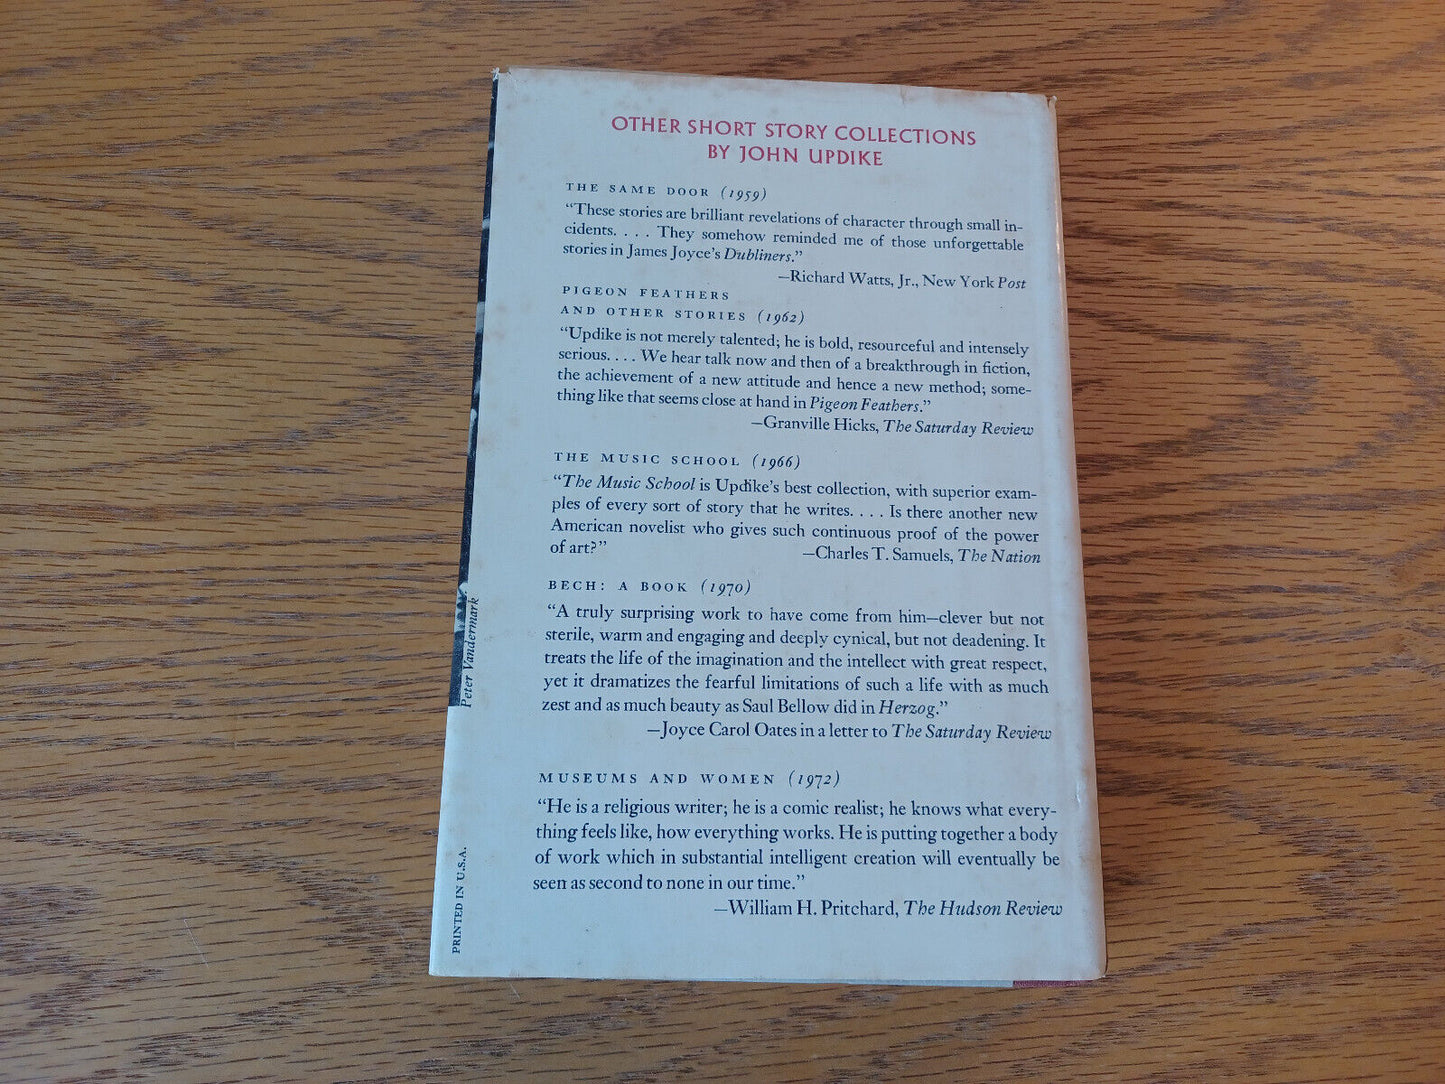 OTHER SHORT STORY COLLECTIONS
BY JOHN UPDIKE
THE SAME DOOR (1959)
“These stories are brilliant revelations of character through small in-
cidents. . . . They somehow reminded me of those unforgettable
stories in James Joyce’s Dubliners.”
—Richard Watts, Jr., New York Post
PIGEON FEATHERS
AND OTHER STORIES (1962)
“Updike is not merely talented; he is bold, resourceful and intensely
serious. . . . We hear talk now and then of a breakthrough in fiction,
the achievement of a new attitude and hence a new method; some-
thing like that seems close at hand in Pigeon Feathers.”
—Granville Hicks, The Saturday Review
THE MUSIC SCHOOL (1966)
“The Music School is Updike’s best collection, with superior exam-
ples of every sort of story that he writes. . . . Is there another new
American novelist who gives such continuous proof of the power
of art?” —Charles T. Samuels, The Nation
BECH: A BOOK (1970)
“A truly surprising work to have come from him—clever but not
sterile, warm and engaging and deeply cynical, but not deadening. It
treats the life of the imagination and the intellect with great respect,
yet it dramatizes the fearful limitations of such a life with as much
zest and as much beauty as Saul Bellow did in Herzog.”
—Joyce Carol Oates in a letter to The Saturday Review
MUSEUMS AND WOMEN (1972)
“He is a religious writer; he is a comic realist; he knows what every-
thing feels like, how everything works. He is putting together a body
of work which in substantial intelligent creation will eventually be
seen as second to none in our time.”
—William H. Pritchard, The Hudson Review
Peter Vandermark
PRINTED IN U.S.A.